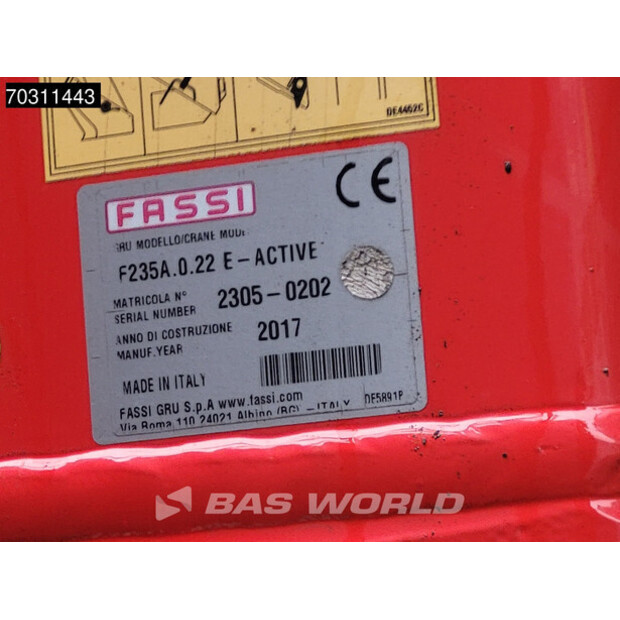 70311443
DE4402C
FASSI
CE
GRU MODELLO/CRANE MODE
F235A.0.22 E-ACTIVE
MATRICOLA N°
SERIAL NUMBER
2305-0202
ANNO DI COSTRUZIONE
MANUF.YEAR
2017
MADE IN ITALY
FASSI GRU S.p.A www.fassi.com
Via Roma,110 24021 Albino (BG) - ITALY
DE5891P
BAS WORLD